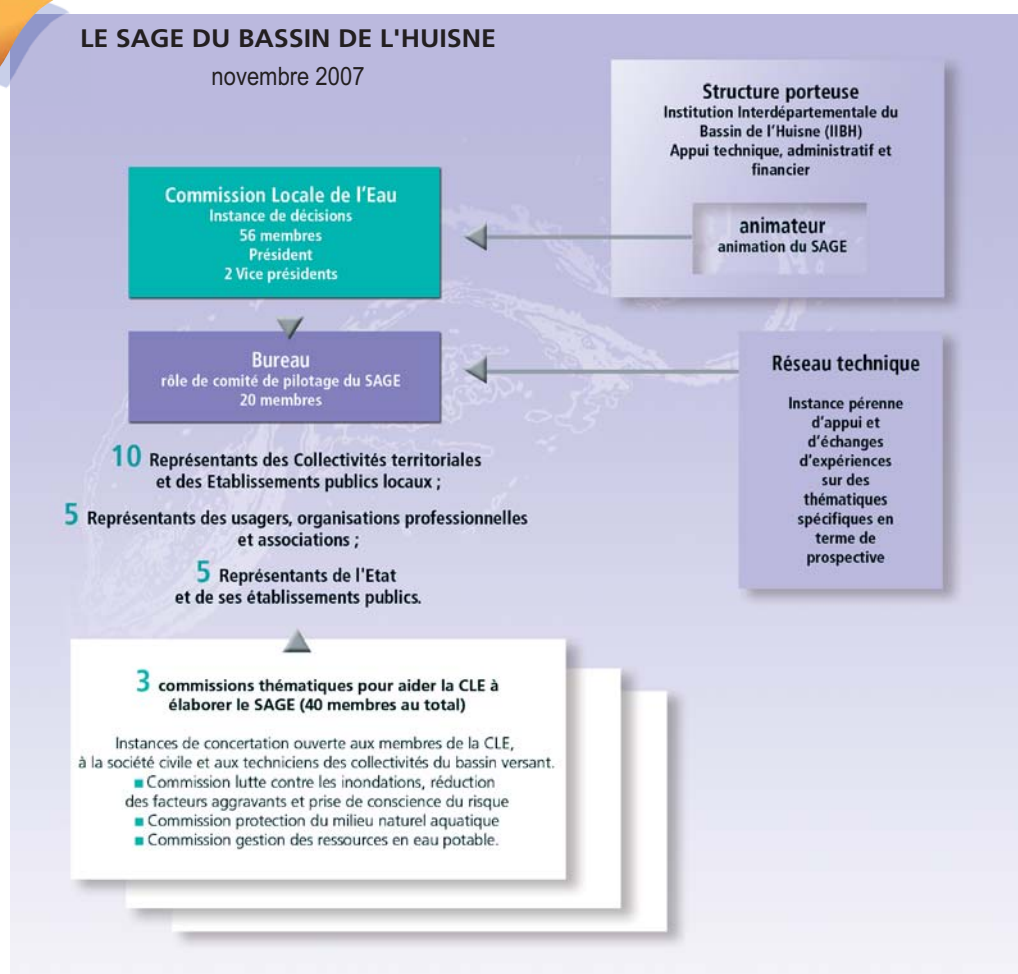 LE SAGE DU BASSIN DE L'HUISNE
novembre 2007
Structure porteuse
Institution Interdépartementale du
Bassin de l'Huisne (IIBH)
Appui technique, administratif et
financier
animateur
animation du SAGE
Commission Locale de l'Eau
Instance de décisions
56 membres
Président
2 Vice présidents
Bureau
rôle de comité de pilotage du SAGE
20 membres
Réseau technique
Instance pérenne
d'appui et
d'échanges
d'expériences
sur des
thématiques
spécifiques en
terme de
prospective
10 Représentants des Collectivités territoriales
et des Etablissements publics locaux ;
5 Représentants des usagers, organisations professionnelles
et associations ;
5 Représentants de l'Etat
et de ses établissements publics.
3 commissions thématiques pour aider la CLE à
élaborer le SAGE (40 membres au total)
Instances de concertation ouverte aux membres de la CLE,
à la société civile et aux techniciens des collectivités du bassin versant.
■ Commission lutte contre les inondations, réduction
des facteurs aggravants et prise de conscience du risque
■ Commission protection du milieu naturel aquatique
■ Commission gestion des ressources en eau potable.